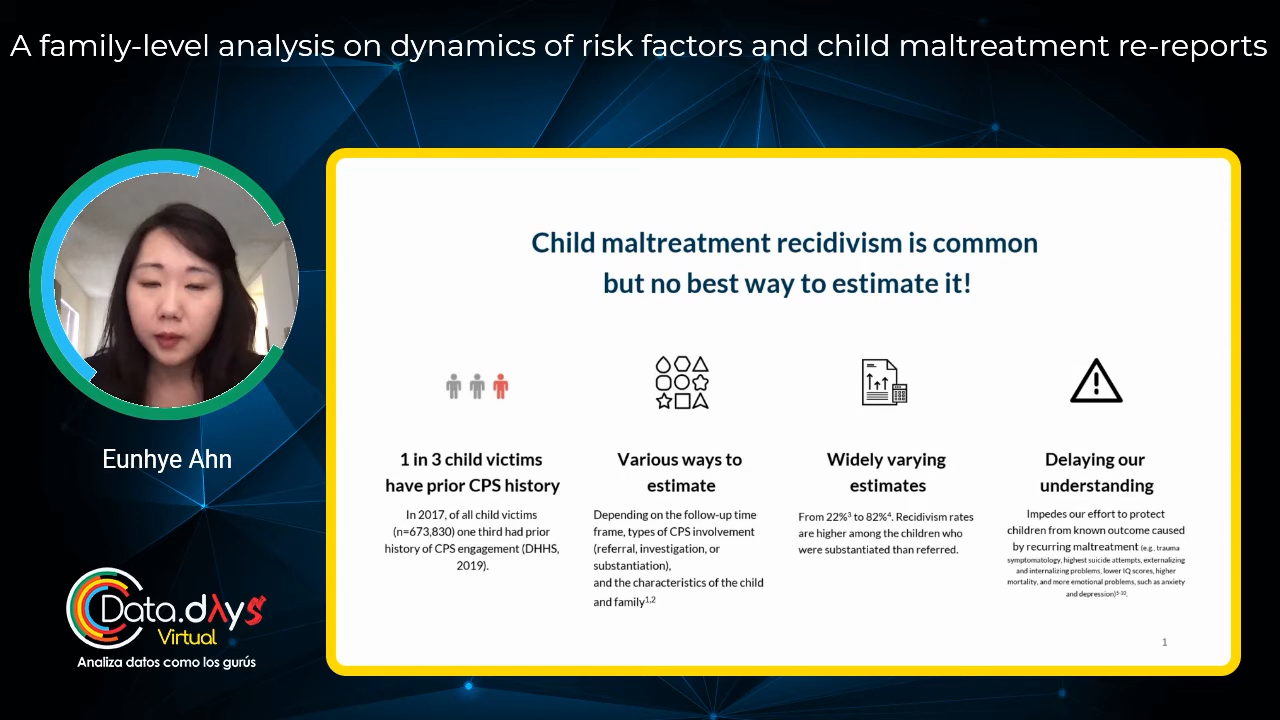 A family-level analysis on dynamics of risk factors and child maltreatment re-reports
Eunhye Ahn
Data.dλys
Virtual
Analiza datos como los gurús
Child maltreatment recidivism is common
but no best way to estimate it!
1 in 3 child victims
have prior CPS history
In 2017, of all child victims
(n=673,830) one third had prior
history of CPS engagement (DHHS,
2019).
Various ways to
estimate
Depending on the follow-up time
frame, types of CPS involvement
(referral, investigation, or
substantiation),
and the characteristics of the child
and family1,2
Widely varying
estimates
From 22%3 to 82%4. Recidivism rates
are higher among the children who
were substantiated than referred.
Delaying our
understanding
Impedes our effort to protect
children from known outcome caused
by recurring maltreatment (e.g., trauma
symptomatology, highest suicide attempts, externalizing
and internalizing problems, lower IQ scores, higher
mortality, and more emotional problems, such as anxiety
and depression)5-10.
1